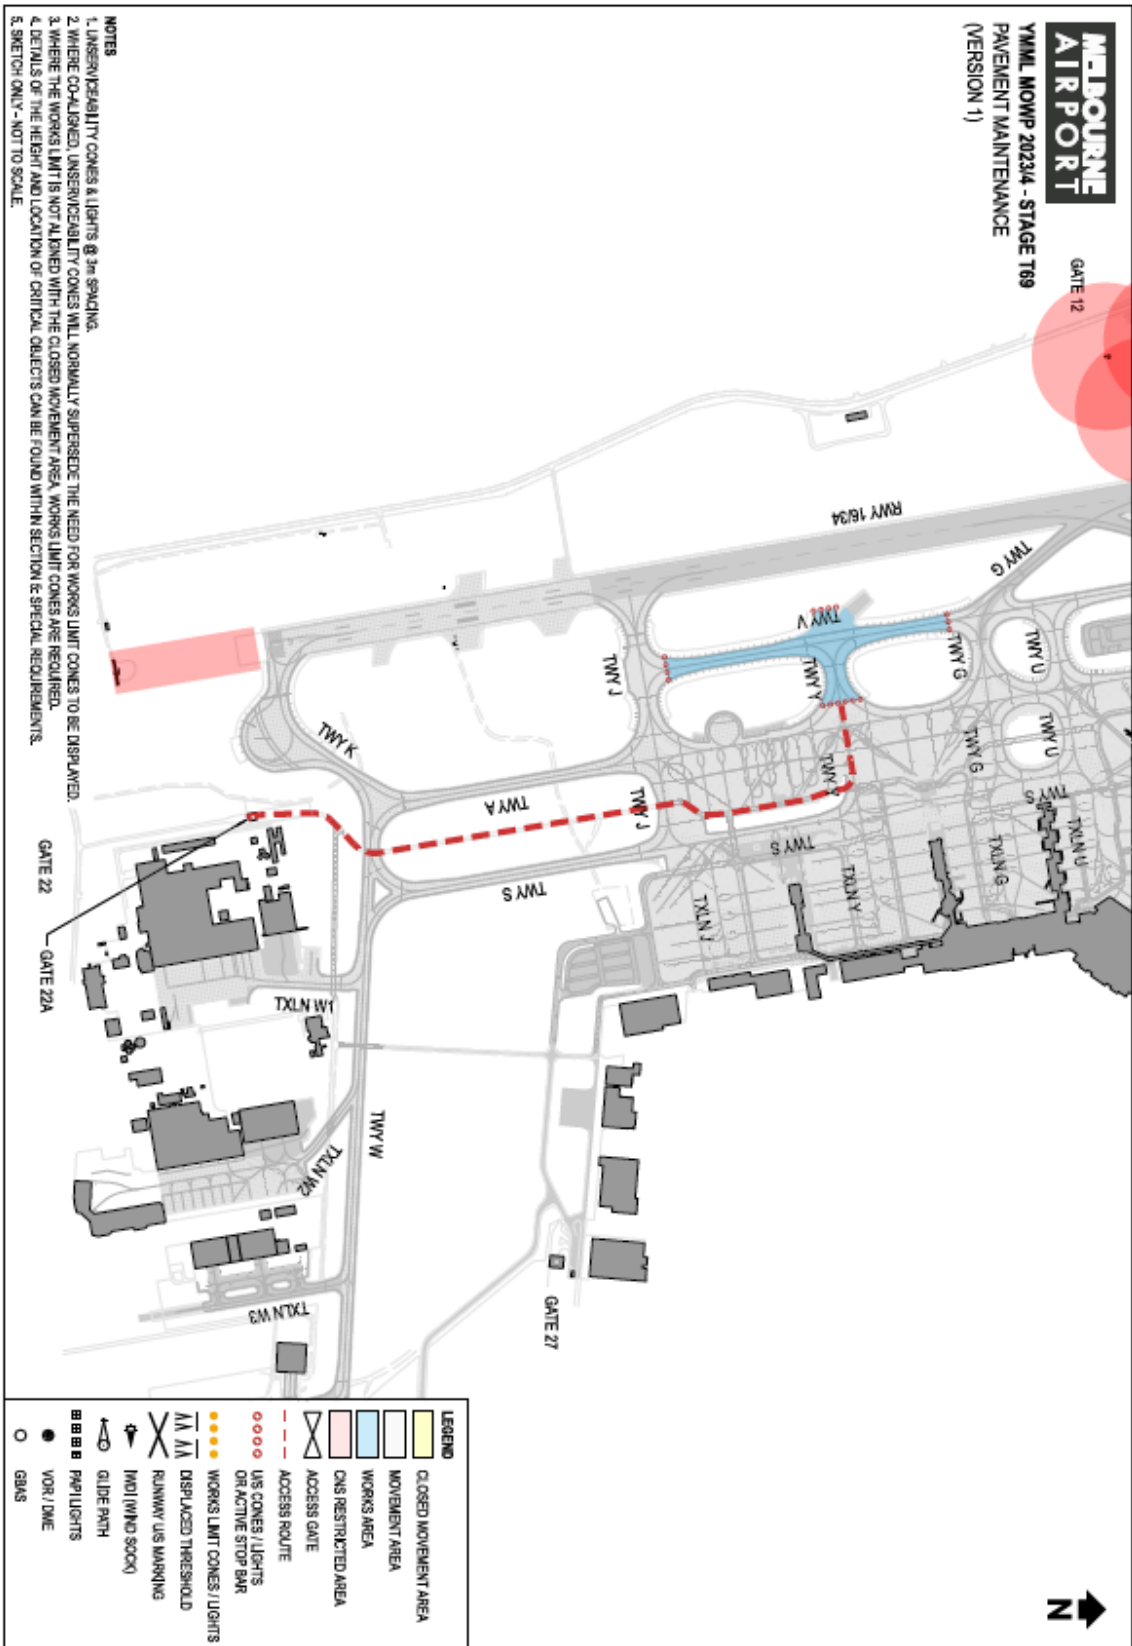 MELBOURNE
AIRPORT
YMML MOWP 2023/4 - STAGE T69
PAVEMENT MAINTENANCE
(VERSION 1)
GATE 12
RWY 16/34
TWY G
TWY V
TWY G
TWY U
TWY J
TWY Y
TWY U
TWY G
TWY K
TWY A
TWY J
TWY S
TWY S
TWY S
TXLN U
TXLN G
TXLN Y
TXLN J
GATE 22
GATE 22A
TXLN W1
TWY W
TXLN W2
TXLN W3
GATE 27
NOTES
1. UNSERVICEABILITY CONES & LIGHTS @ 3m SPACING.
2. WHERE CO-ALIGNED, UNSERVICEABILITY CONES WILL NORMALLY SUPERSEDE THE NEED FOR WORKS LIMIT CONES TO BE DISPLAYED.
3. WHERE THE WORKS LIMIT IS NOT ALIGNED WITH THE CLOSED MOVEMENT AREA, WORKS LIMIT CONES ARE REQUIRED.
4. DETAILS OF THE HEIGHT AND LOCATION OF CRITICAL OBJECTS CAN BE FOUND WITHIN SECTION 6: SPECIAL REQUIREMENTS.
5. SKETCH ONLY - NOT TO SCALE.
LEGEND
CLOSED MOVEMENT AREA
MOVEMENT AREA
WORKS AREA
CNS RESTRICTED AREA
ACCESS GATE
ACCESS ROUTE
U/S CONES / LIGHTS
OR ACTIVE STOP BAR
WORKS LIMIT CONES / LIGHTS
DISPLACED THRESHOLD
RUNWAY U/S MARKING
IWDI (WIND SOCK)
GLIDE PATH
PAPI LIGHTS
VOR / DME
GBAS
N